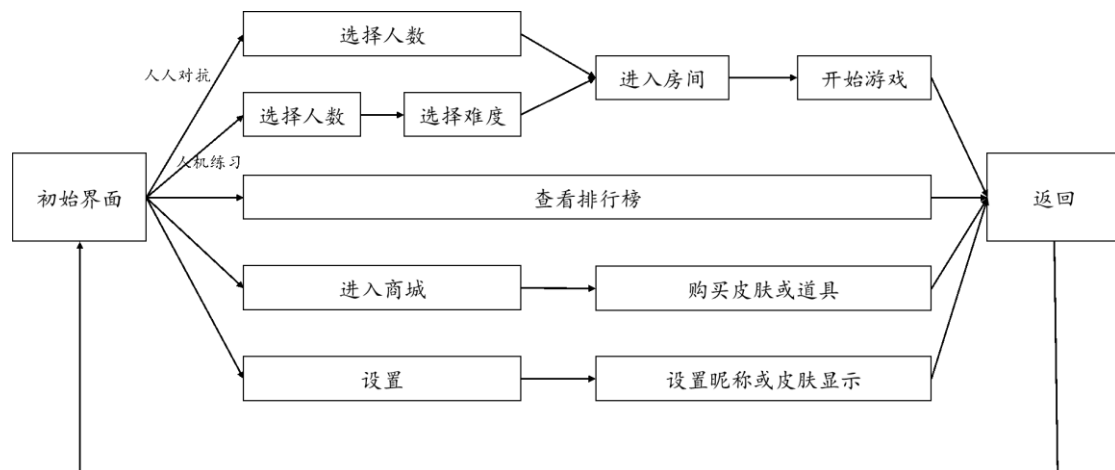 选择人数
人人对抗
进入房间
开始游戏
选择人数
选择难度
人机练习
初始界面
查看排行榜
返回
进入商城
购买皮肤或道具
设置
设置昵称或皮肤显示